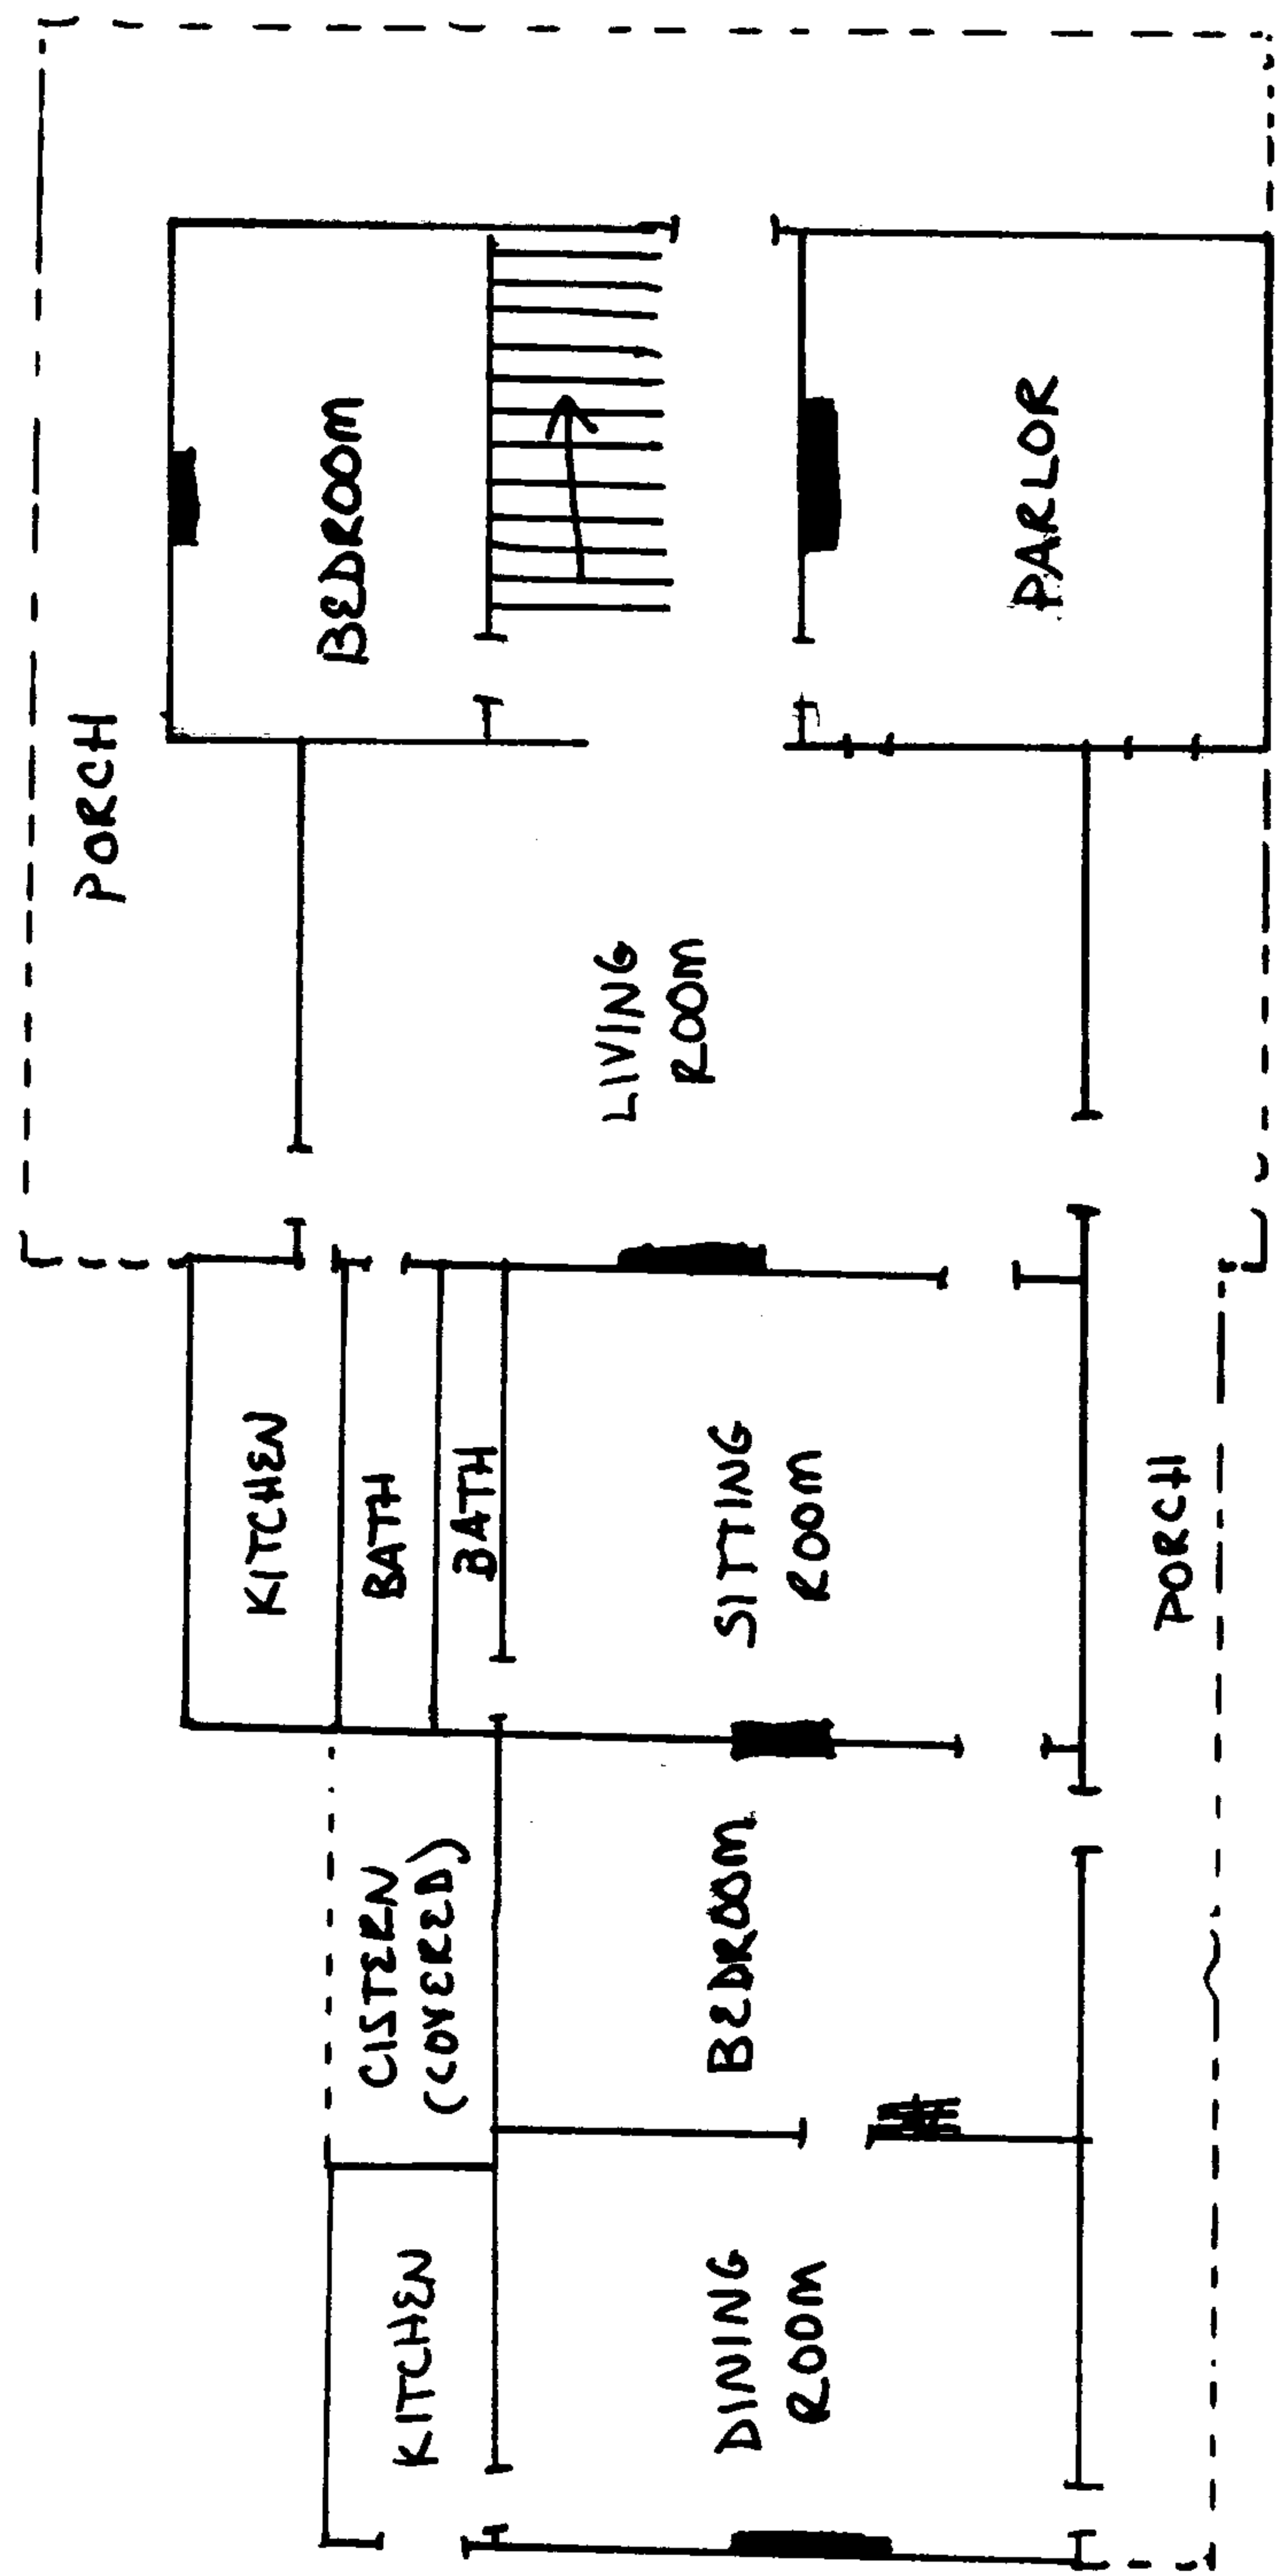 PORCH
KITCHEN
BEDROOM
BATH
BATH
CISTERN
(COVERED)
KITCHEN
LIVING
ROOM
DINING
ROOM
BEDROOM
SITTING
ROOM
PARLOR
PORCH